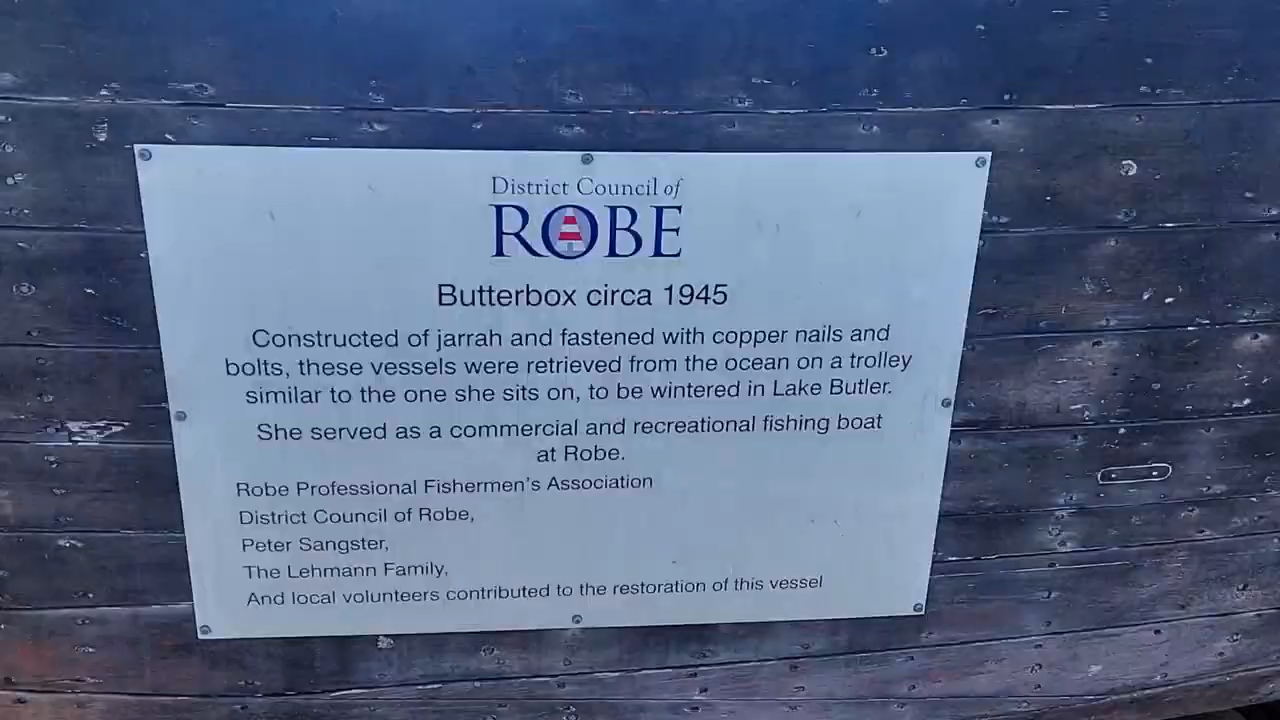 District Council of
ROBE
Butterbox circa 1945
Constructed of jarrah and fastened with copper nails and
bolts, these vessels were retrieved from the ocean on a trolley
similar to the one she sits on, to be wintered in Lake Butler.
She served as a commercial and recreational fishing boat
at Robe.
Robe Professional Fishermen's Association
District Council of Robe,
Peter Sangster,
The Lehmann Family,
And local volunteers contributed to the restoration of this vessel